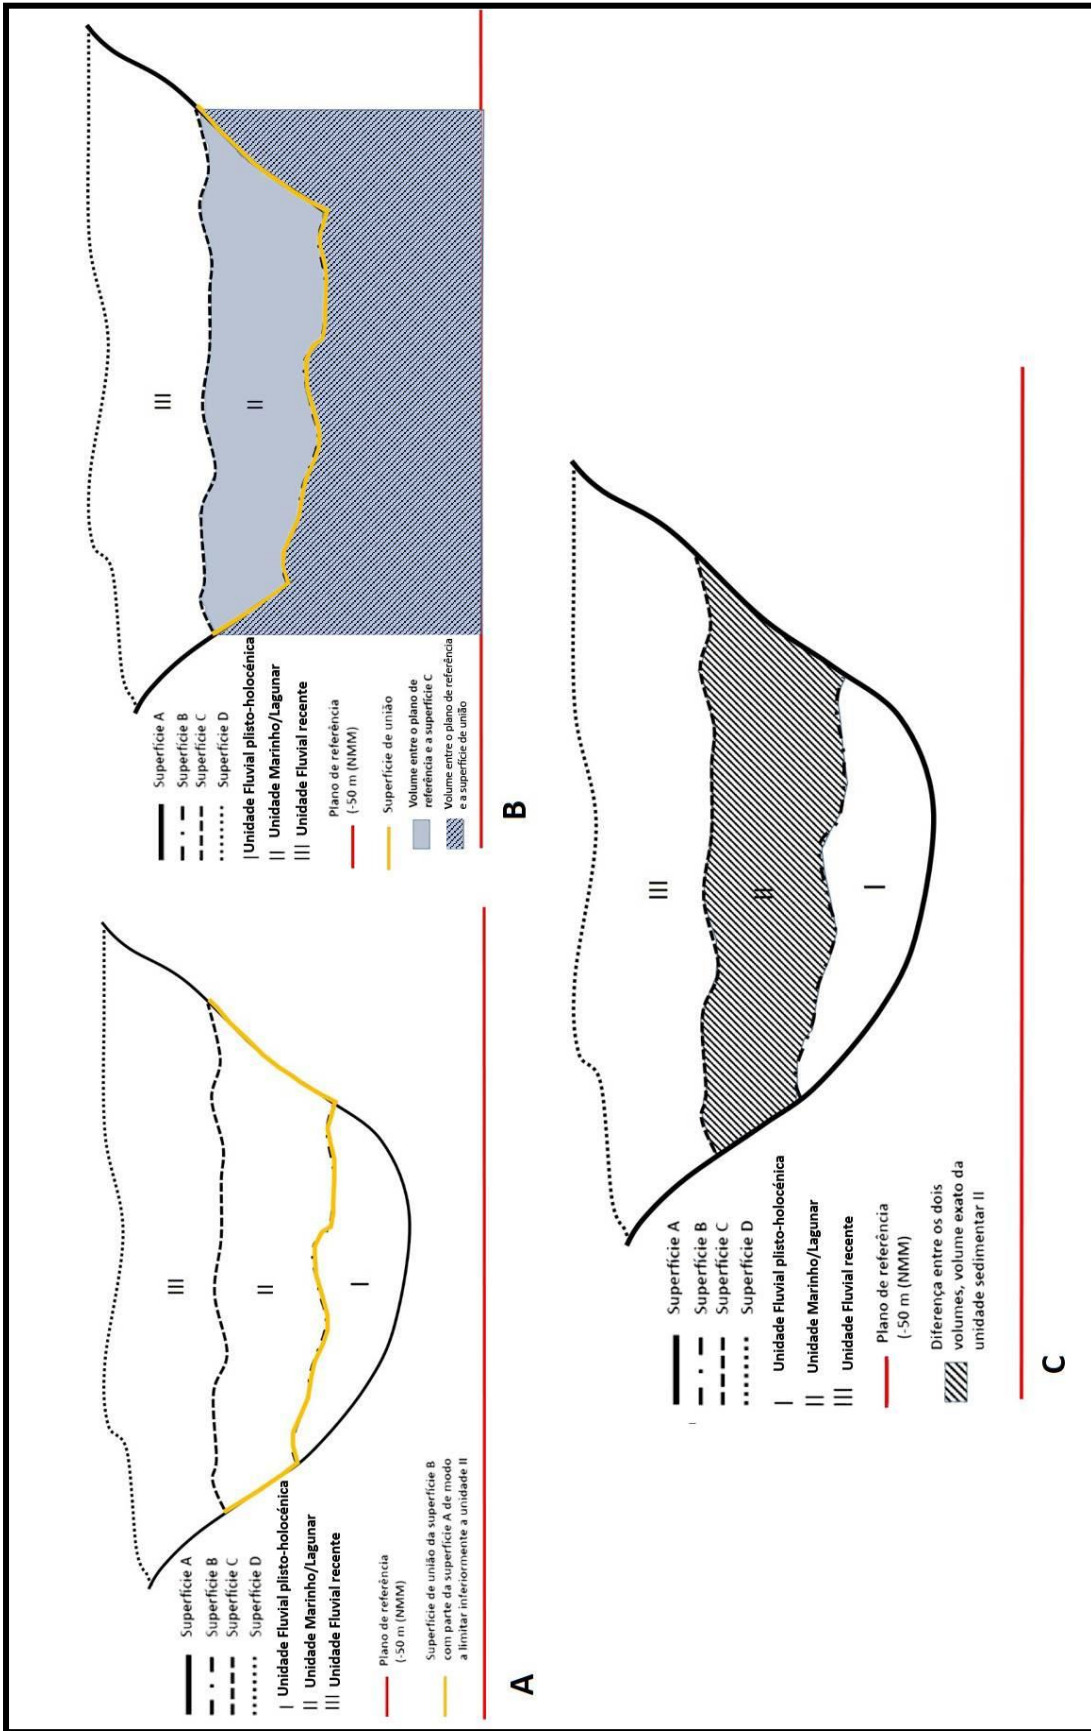 Superfície A
Superfície B
Superfície C
Superfície D
I Unidade Fluvial plisto-holocénica
II Unidade Marinho/Lagunar
III Unidade Fluvial recente
Plano de referência
(-50 m (NMM)
Superfície de união da superfície B
com parte da superfície A de modo
a limitar inferiormente a unidade II
III
II
I
A
Superfície A
Superfície B
Superfície C
Superfície D
I Unidade Fluvial plisto-holocénica
II Unidade Marinho/Lagunar
III Unidade Fluvial recente
Plano de referência
(-50 m (NMM)
Superfície de união
Volume entre o plano de
referência e a superfície C
Volume entre o plano de referência
e a superfície de união
III
II
B
Superfície A
Superfície B
Superfície C
Superfície D
I Unidade Fluvial plisto-holocénica
II Unidade Marinho/Lagunar
III Unidade Fluvial recente
Plano de referência
(-50 m (NMM)
Diferença entre os dois
volumes, volume exato da
unidade sedimentar II
III
II
I
C